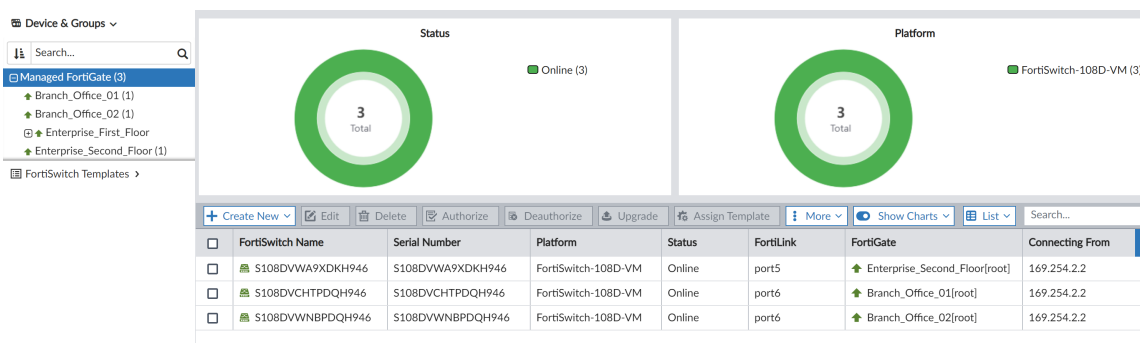 Device & Groups
Search...
Managed FortiGate (3)
Branch_Office_01 (1)
Branch_Office_02 (1)
Enterprise_First_Floor
Enterprise_Second_Floor (1)
FortiSwitch Templates
Status
3
Total
Online (3)
Platform
3
Total
FortiSwitch-108D-VM (3)
Create New Edit Delete Authorize Deauthorize Upgrade Assign Template More Show Charts List Search...
FortiSwitch Name Serial Number Platform Status FortiLink FortiGate Connecting From
S108DVWA9XDKH946 S108DVWA9XDKH946 FortiSwitch-108D-VM Online port5 Enterprise_Second_Floor[root] 169.254.2.2
S108DVCHTPDQH946 S108DVCHTPDQH946 FortiSwitch-108D-VM Online port6 Branch_Office_01[root] 169.254.2.2
S108DVWNBPDQH946 S108DVWNBPDQH946 FortiSwitch-108D-VM Online port6 Branch_Office_02[root] 169.254.2.2